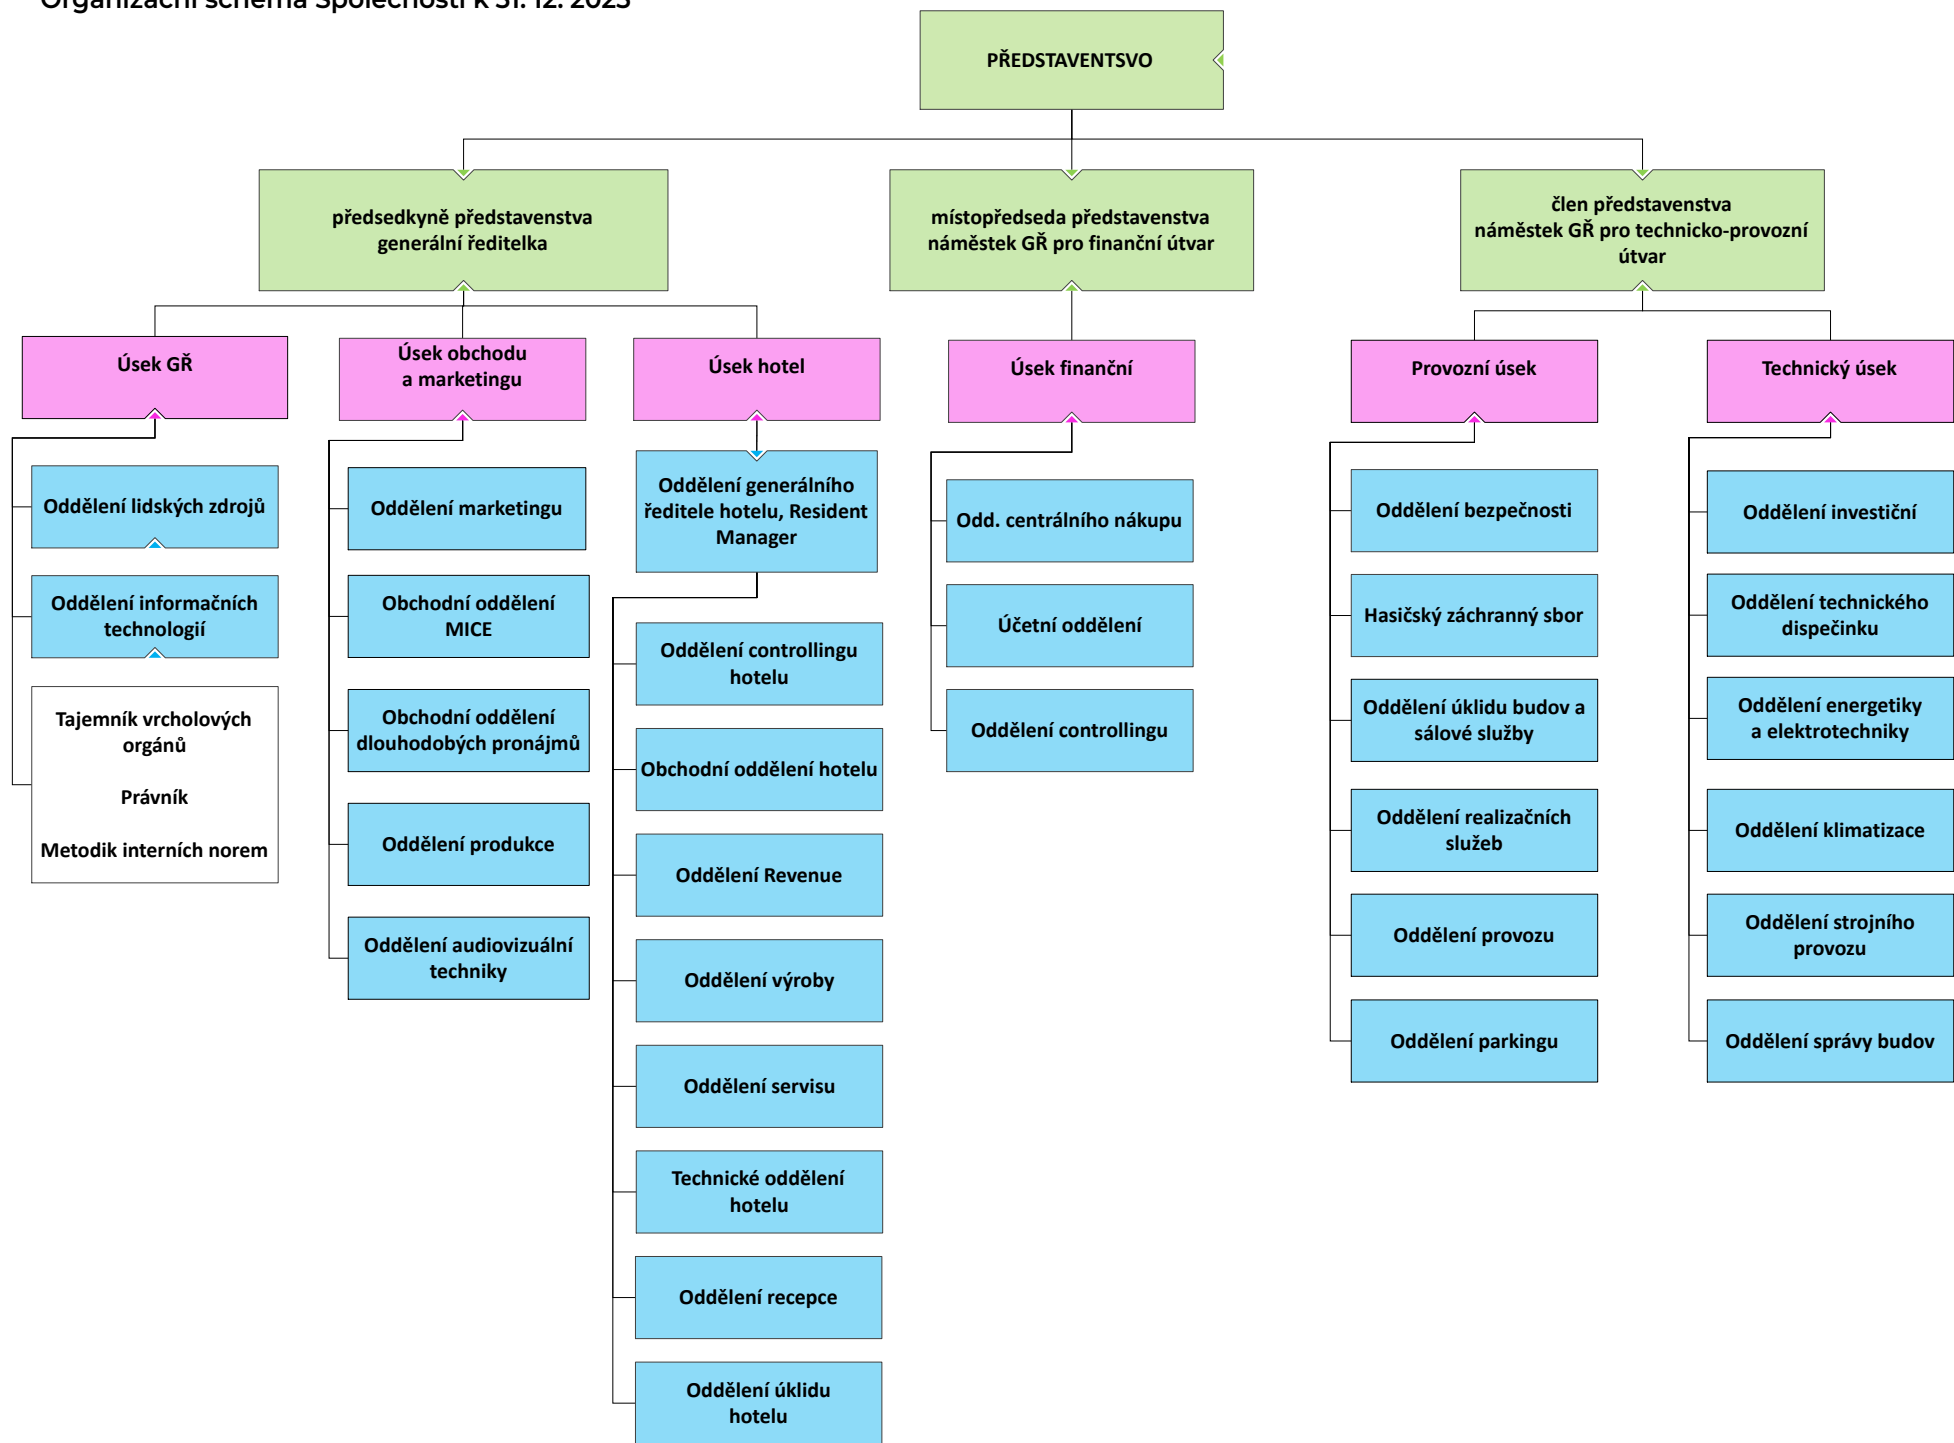 Organizační schéma Společnosti k 31. 12. 2023
PŘEDSTAVENTSVO
předsedkyně představenstva
generální ředitelka
místopředseda představenstva
náměstek GŘ pro finanční útvar
člen představenstva
náměstek GŘ pro technicko-provozní
útvar
Úsek GŘ
Úsek obchodu
a marketingu
Úsek hotel
Úsek finanční
Provozní úsek
Technický úsek
Oddělení lidských zdrojů
Oddělení informačních
technologií
Tajemník vrcholových
orgánů
Právník
Metodik interních norem
Oddělení marketingu
Obchodní oddělení
MICE
Obchodní oddělení
dlouhodobých pronájmů
Oddělení produkce
Oddělení audiovizuální
techniky
Oddělení generálního
ředitele hotelu, Resident
Manager
Oddělení controllingu
hotelu
Obchodní oddělení hotelu
Oddělení Revenue
Oddělení výroby
Oddělení servisu
Technické oddělení
hotelu
Oddělení recepce
Oddělení úklidu
hotelu
Odd. centrálního nákupu
Účetní oddělení
Oddělení controllingu
Oddělení bezpečnosti
Hasičský záchranný sbor
Oddělení úklidu budov a
sálové služby
Oddělení realizačních
služeb
Oddělení provozu
Oddělení parkingu
Oddělení investiční
Oddělení technického
dispečinku
Oddělení energetiky
a elektrotechniky
Oddělení klimatizace
Oddělení strojního
provozu
Oddělení správy budov